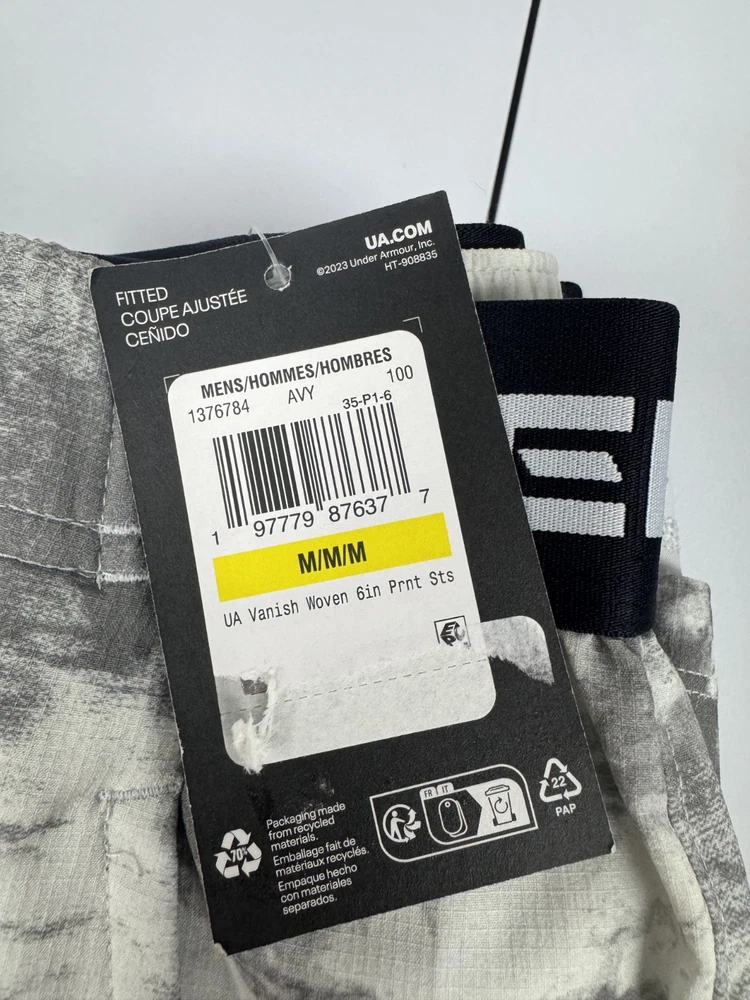 UA.COM
©2023 Under Armour, Inc.
HT-908835
FITTED
COUPE AJUSTÉE
CEÑIDO
MENS/HOMMES/HOMBRES
1376784 AVY 100
35-P1-6
1 97779 87637 7
M/M/M
UA Vanish Woven 6in Prnt Sts
EPC
70%
Packaging made
from recycled
materials.
Emballage fait de
matériaux recyclés.
Empaque hecho
con materiales
separados.
FR IT
22
PAP
E